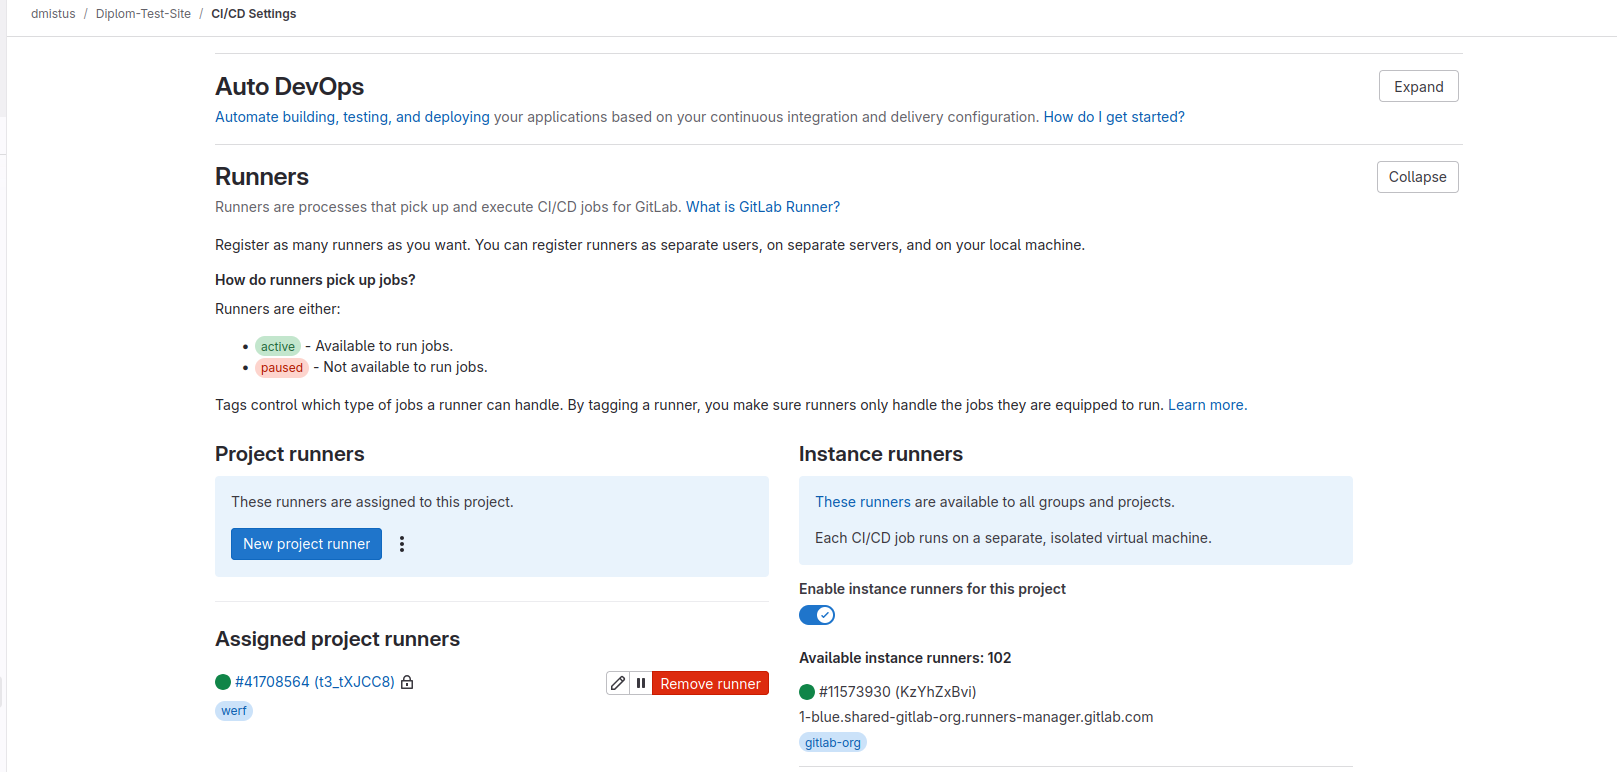 dmistus / Diplom-Test-Site / CI/CD Settings
Auto DevOps
Expand
Automate building, testing, and deploying your applications based on your continuous integration and delivery configuration. How do I get started?
Runners
Collapse
Runners are processes that pick up and execute CI/CD jobs for GitLab. What is GitLab Runner?
Register as many runners as you want. You can register runners as separate users, on separate servers, and on your local machine.
How do runners pick up jobs?
Runners are either:
• active - Available to run jobs.
• paused - Not available to run jobs.
Tags control which type of jobs a runner can handle. By tagging a runner, you make sure runners only handle the jobs they are equipped to run. Learn more.
Project runners
These runners are assigned to this project.
New project runner
Assigned project runners
#41708564 (t3_tXJCC8)
Remove runner
werf
Instance runners
These runners are available to all groups and projects.
Each CI/CD job runs on a separate, isolated virtual machine.
Enable instance runners for this project
Available instance runners: 102
#11573930 (KzYhZxBvi)
1-blue.shared-gitlab-org.runners-manager.gitlab.com
gitlab-org